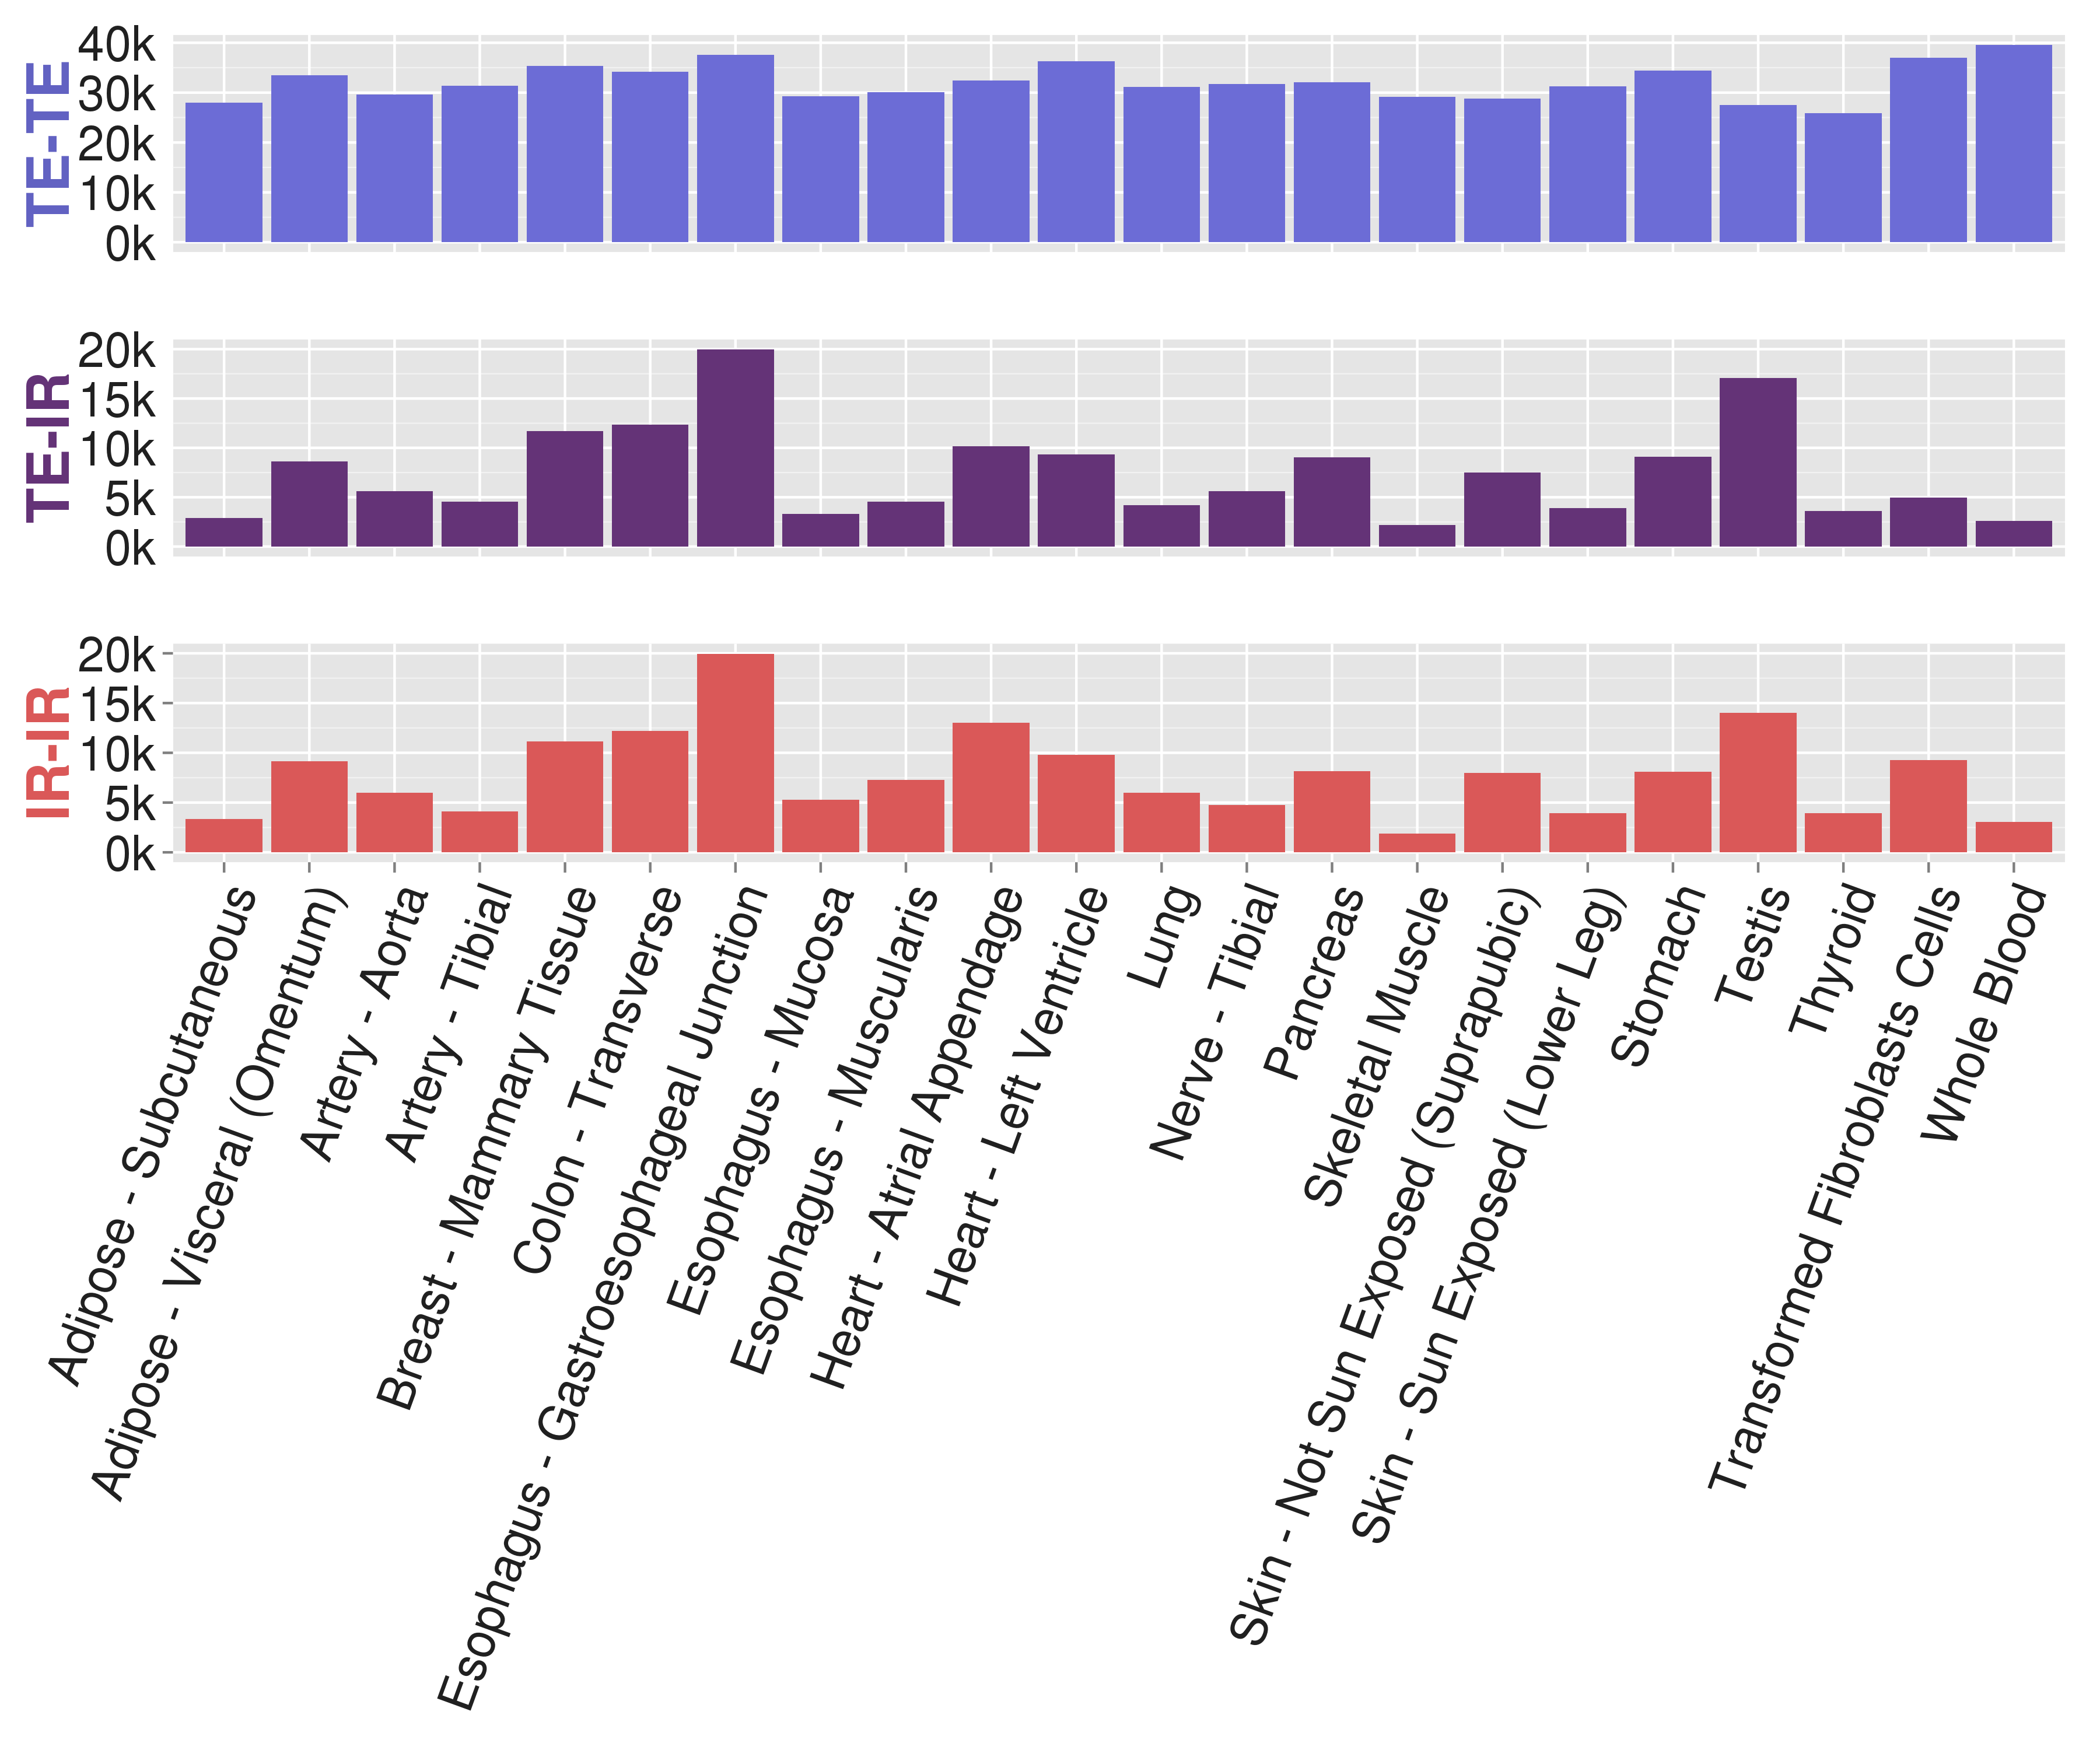 TE-TE
40k
30k
20k
10k
0k
TE-IR
20k
15k
10k
5k
0k
IR-IR
20k
15k
10k
5k
0k
Adipose - Subcutaneous
Adipose - Visceral (Omentum)
Artery - Aorta
Artery - Tibial
Breast - Mammary Tissue
Colon - Transverse
Esophagus - Gastroesophageal Junction
Esophagus - Mucosa
Esophagus - Muscularis
Heart - Atrial Appendage
Heart - Left Ventricle
Lung
Nerve - Tibial
Pancreas
Skeletal Muscle
Skin - Not Sun Exposed (Suprapubic)
Skin - Sun Exposed (Lower Leg)
Stomach
Testis
Thyroid
Transformed Fibroblasts Cells
Whole Blood